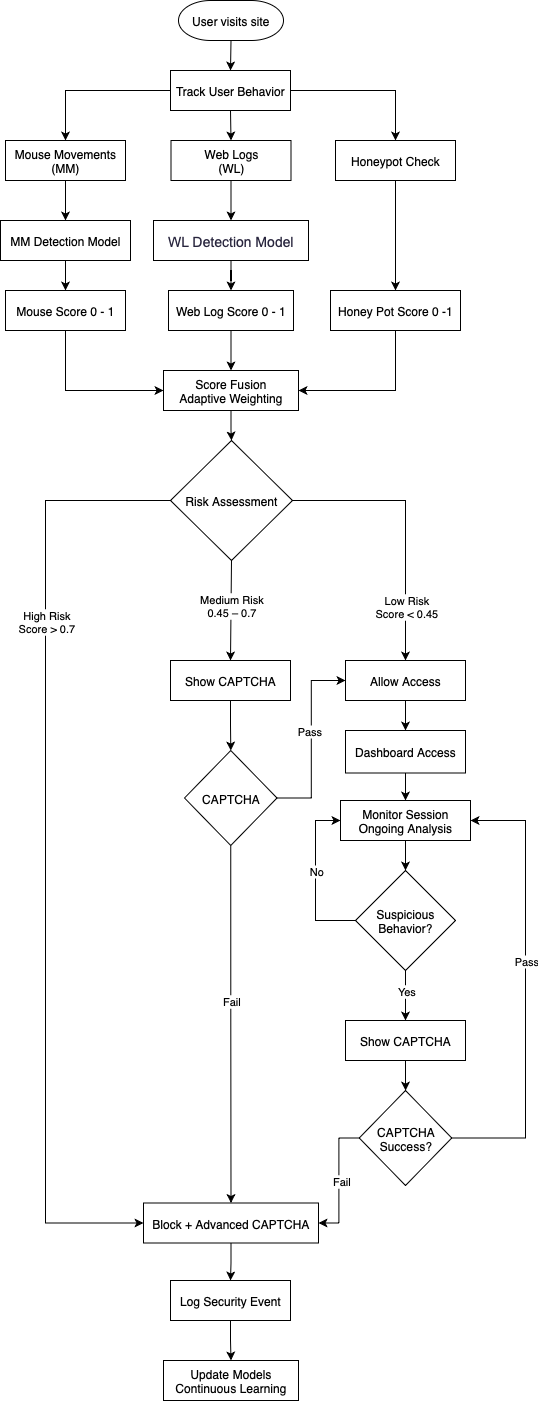 User visits site
Track User Behavior
Mouse Movements
(MM)
Web Logs
(WL)
Honeypot Check
MM Detection Model
WL Detection Model
Mouse Score 0 - 1
Web Log Score 0 - 1
Honey Pot Score 0 -1
Score Fusion
Adaptive Weighting
Risk Assessment
High Risk
Score > 0.7
Medium Risk
0.45 – 0.7
Low Risk
Score < 0.45
Show CAPTCHA
Allow Access
Pass
Dashboard Access
CAPTCHA
Monitor Session
Ongoing Analysis
No
Suspicious
Behavior?
Pass
Yes
Fail
Show CAPTCHA
CAPTCHA
Success?
Fail
Block + Advanced CAPTCHA
Log Security Event
Update Models
Continuous Learning